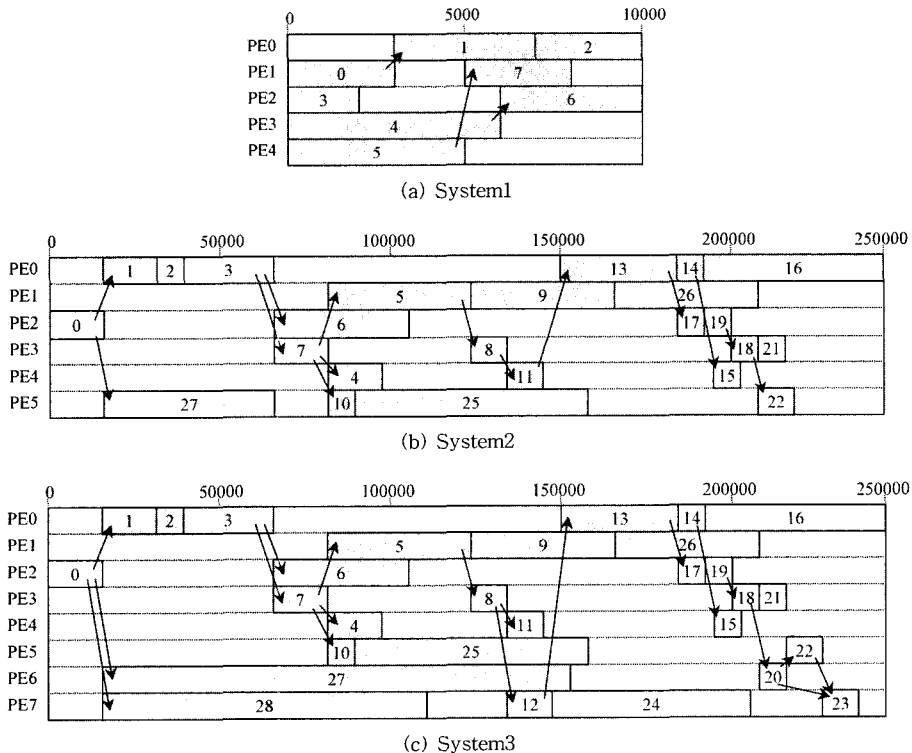 0 5000 10000
PE0 1 2
PE1 0 7
PE2 3 6
PE3 4
PE4 5
(a) System1
0 50000 100000 150000 200000 250000
PE0 1 2 3 13 14 16
PE1 5 9 26
PE2 0 6 17 19
PE3 7 8 18 21
PE4 4 11 15
PE5 27 10 25 22
(b) System2
0 50000 100000 150000 200000 250000
PE0 1 2 3 13 14 16
PE1 5 9 26
PE2 0 6 17 19
PE3 7 8 18 21
PE4 4 11 15
PE5 10 25 22
PE6 27 20
PE7 28 12 24 23
(c) System3